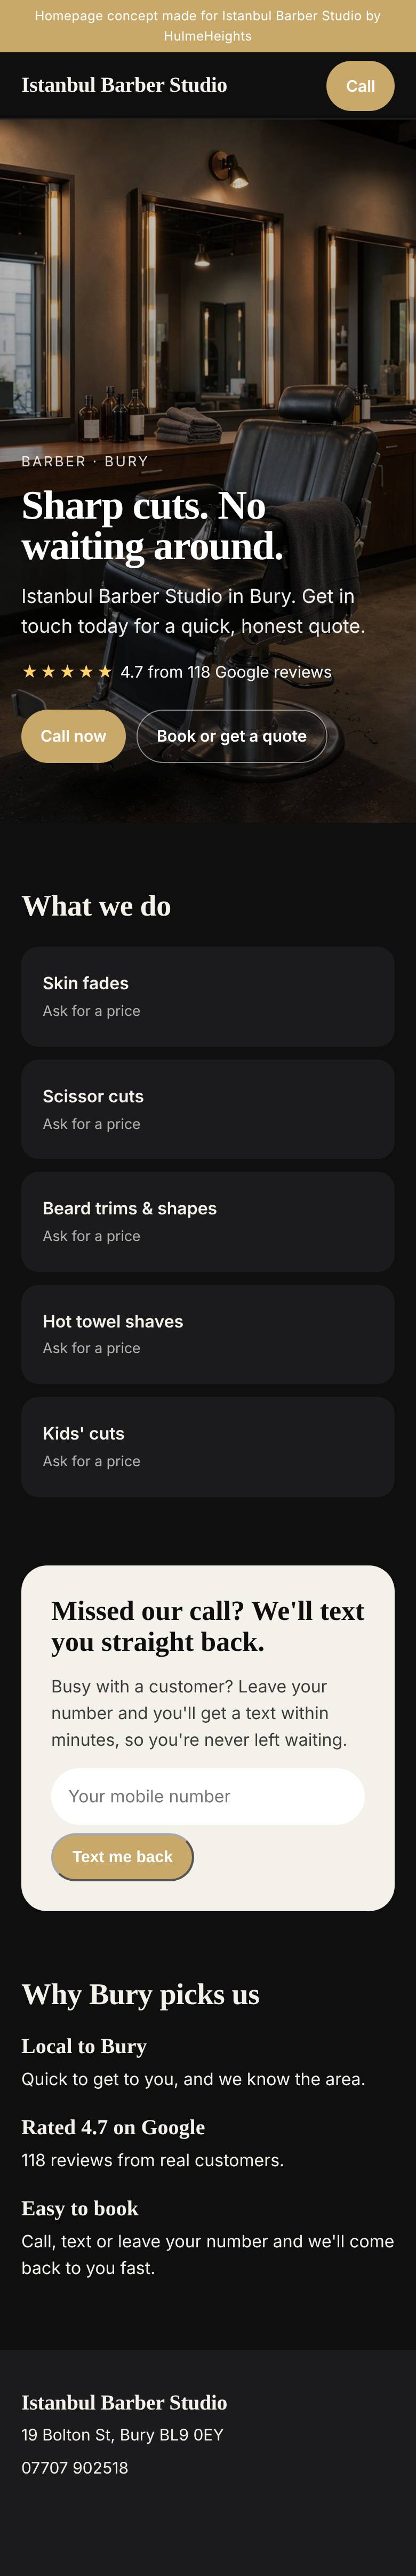 Homepage concept made for Istanbul Barber Studio by
HulmeHeights
Istanbul Barber Studio
Call
BARBER · BURY
Sharp cuts. No
waiting around.
Istanbul Barber Studio in Bury. Get in
touch today for a quick, honest quote.
★★★★★ 4.7 from 118 Google reviews
Call now
Book or get a quote
What we do
Skin fades
Ask for a price
Scissor cuts
Ask for a price
Beard trims & shapes
Ask for a price
Hot towel shaves
Ask for a price
Kids' cuts
Ask for a price
Missed our call? We'll text
you straight back.
Busy with a customer? Leave your
number and you'll get a text within
minutes, so you're never left waiting.
Your mobile number
Text me back
Why Bury picks us
Local to Bury
Quick to get to you, and we know the area.
Rated 4.7 on Google
118 reviews from real customers.
Easy to book
Call, text or leave your number and we'll come
back to you fast.
Istanbul Barber Studio
19 Bolton St, Bury BL9 0EY
07707 902518